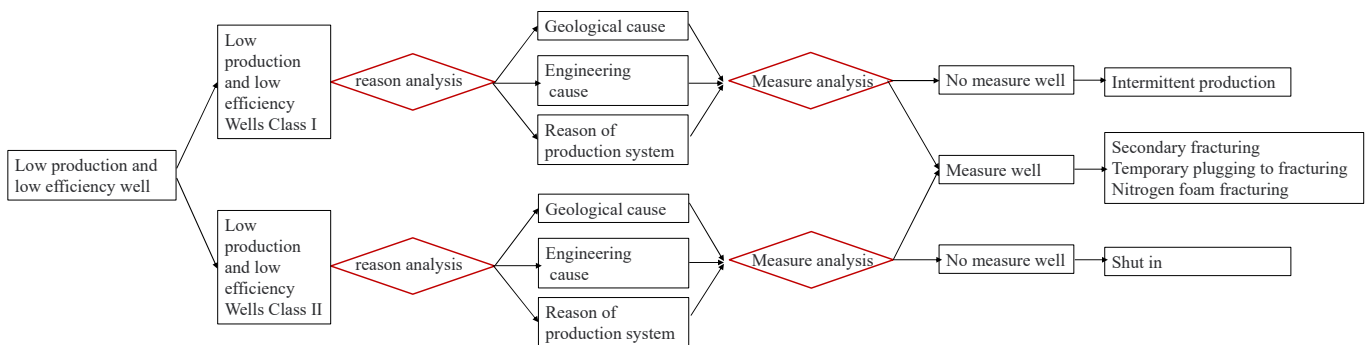 Low production and
low efficiency well
Low
production
and low
efficiency
Wells Class I
reason analysis
Geological cause
Engineering
cause
Reason of
production system
Measure analysis
No measure well
Intermittent production
Measure well
Secondary fracturing
Temporary plugging to fracturing
Nitrogen foam fracturing
Low
production
and low
efficiency
Wells Class II
reason analysis
Geological cause
Engineering
cause
Reason of
production system
Measure analysis
No measure well
Shut in